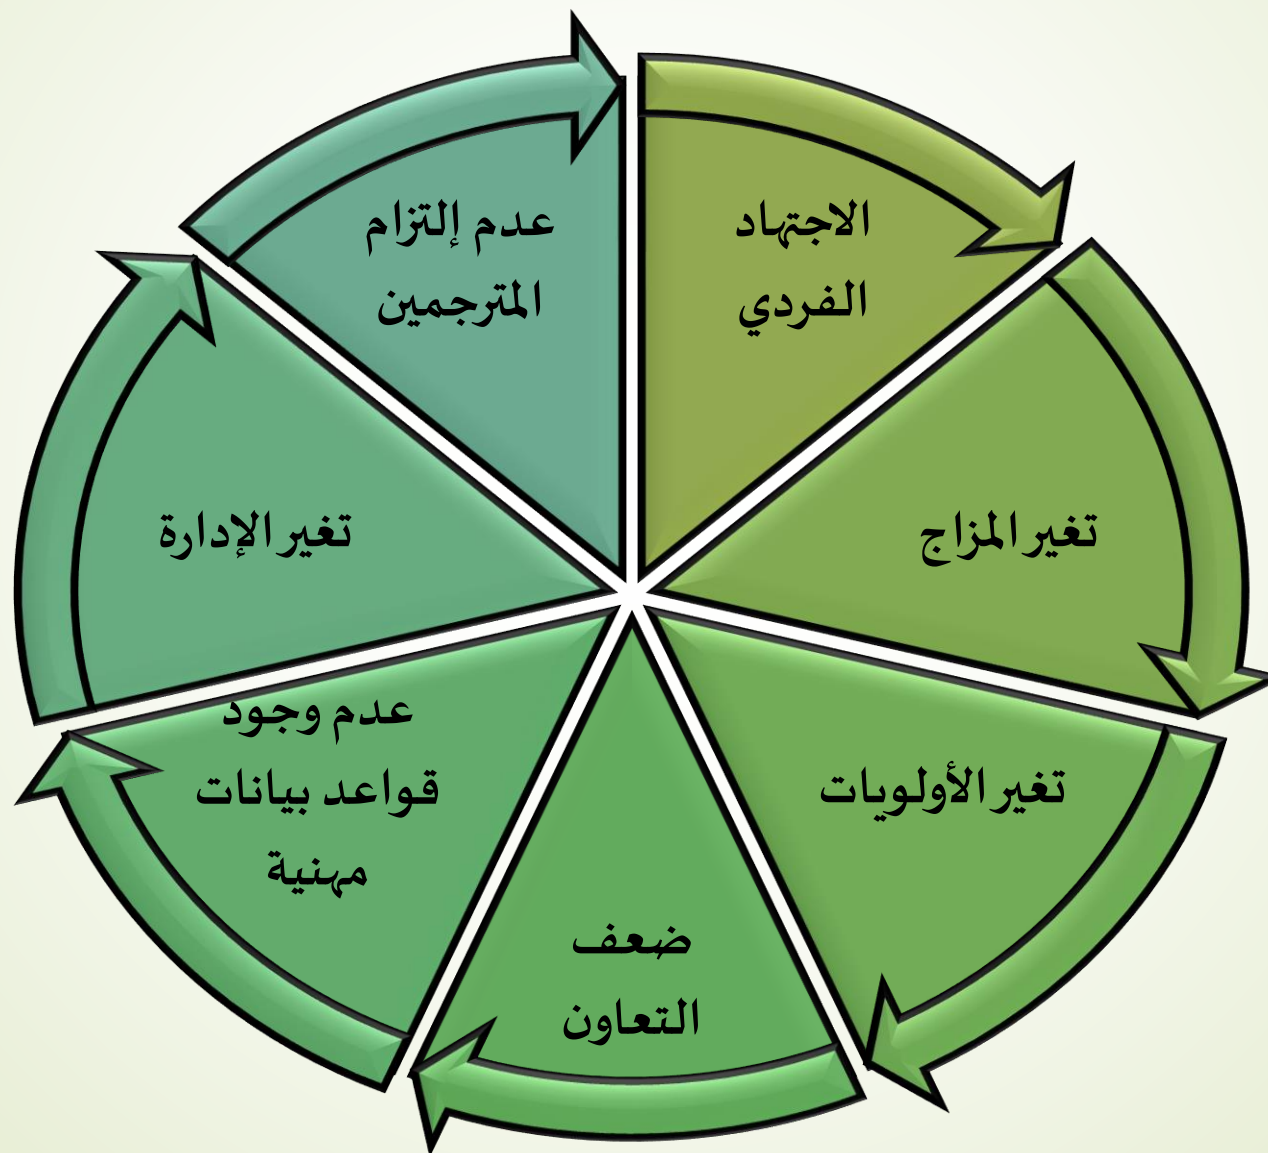 الاجتهاد
الفردي
تغير المزاج
تغير الأولويات
ضعف
التعاون
عدم وجود
قواعد بيانات
مهنية
تغير الإدارة
عدم إلتزام
المترجمين